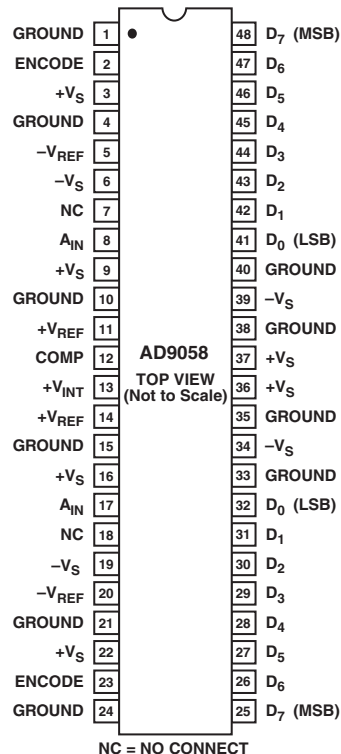 GROUND 1 48 D7 (MSB)
ENCODE 2 47 D6
+VS 3 46 D5
GROUND 4 45 D4
–VREF 5 44 D3
–VS 6 43 D2
NC 7 42 D1
AIN 8 41 D0 (LSB)
+VS 9 40 GROUND
GROUND 10 39 –VS
+VREF 11 38 GROUND
COMP 12 AD9058 37 +VS
+VINT 13 TOP VIEW 36 +VS
(Not to Scale)
+VREF 14 35 GROUND
GROUND 15 34 –VS
+VS 16 33 GROUND
AIN 17 32 D0 (LSB)
NC 18 31 D1
–VS 19 30 D2
–VREF 20 29 D3
GROUND 21 28 D4
+VS 22 27 D5
ENCODE 23 26 D6
GROUND 24 25 D7 (MSB)
NC = NO CONNECT